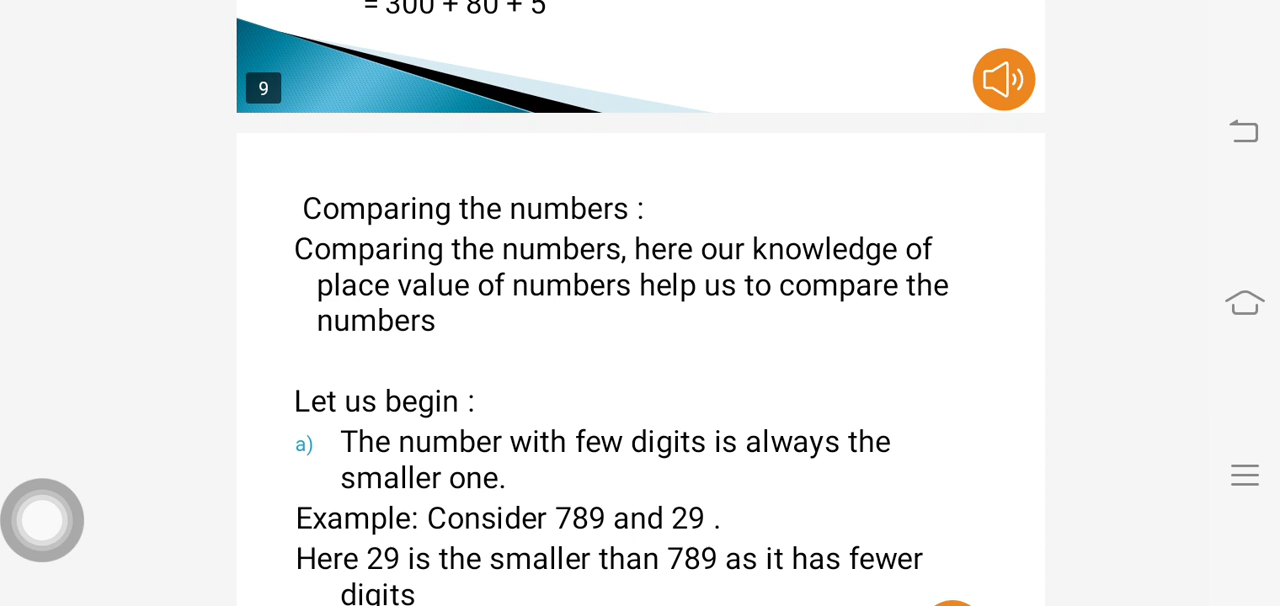 = 300 + 80 + 5
9
Comparing the numbers :
Comparing the numbers, here our knowledge of
place value of numbers help us to compare the
numbers
Let us begin :
a) The number with few digits is always the
smaller one.
Example: Consider 789 and 29 .
Here 29 is the smaller than 789 as it has fewer
digits